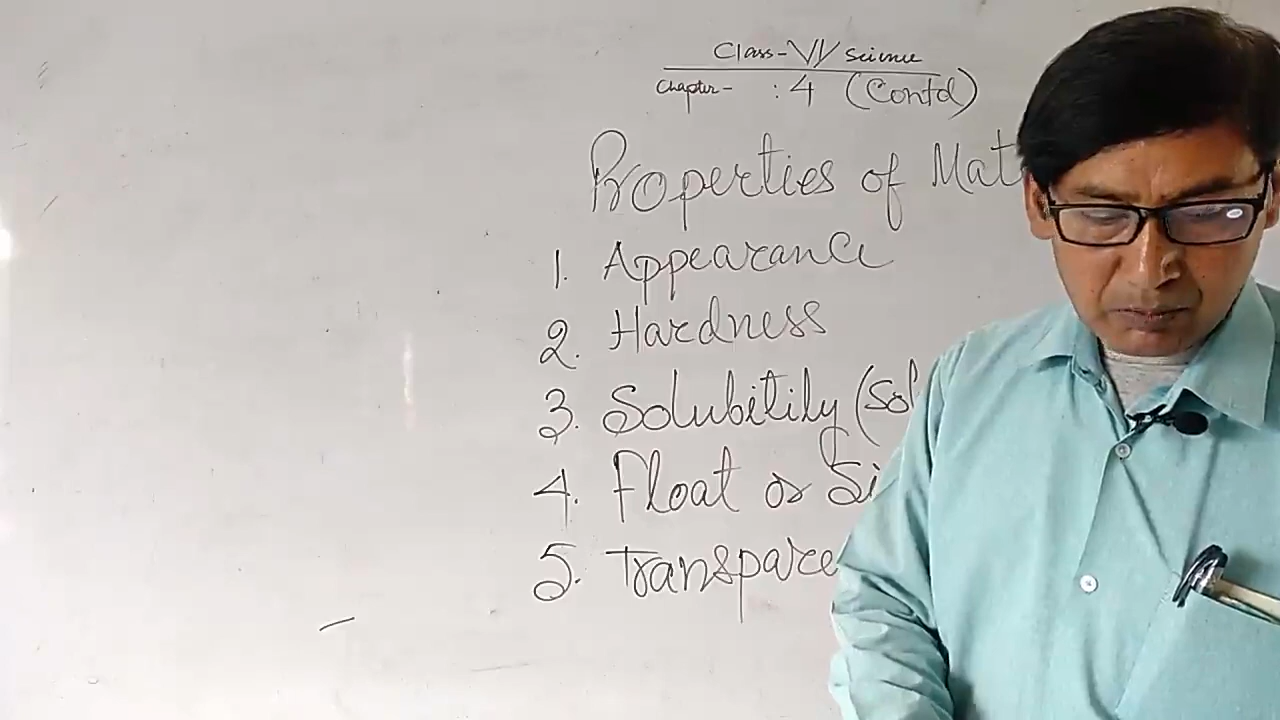 Class-VI/ Science
Chapter- : 4 (Contd)
Properties of Mat
1. Appearance
2. Hardness
3. Solubitily (Sol
4. Float or Si
5. Transpare